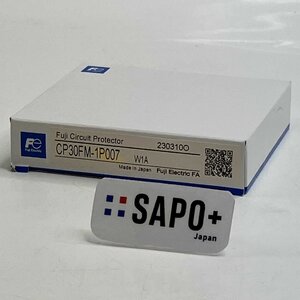 Fe
Fuji Electric
Fuji Circuit Protector
230310O
CP30FM-1P007
W1A
Made in Japan
Fuji Electric FA
SAPO+
Japan